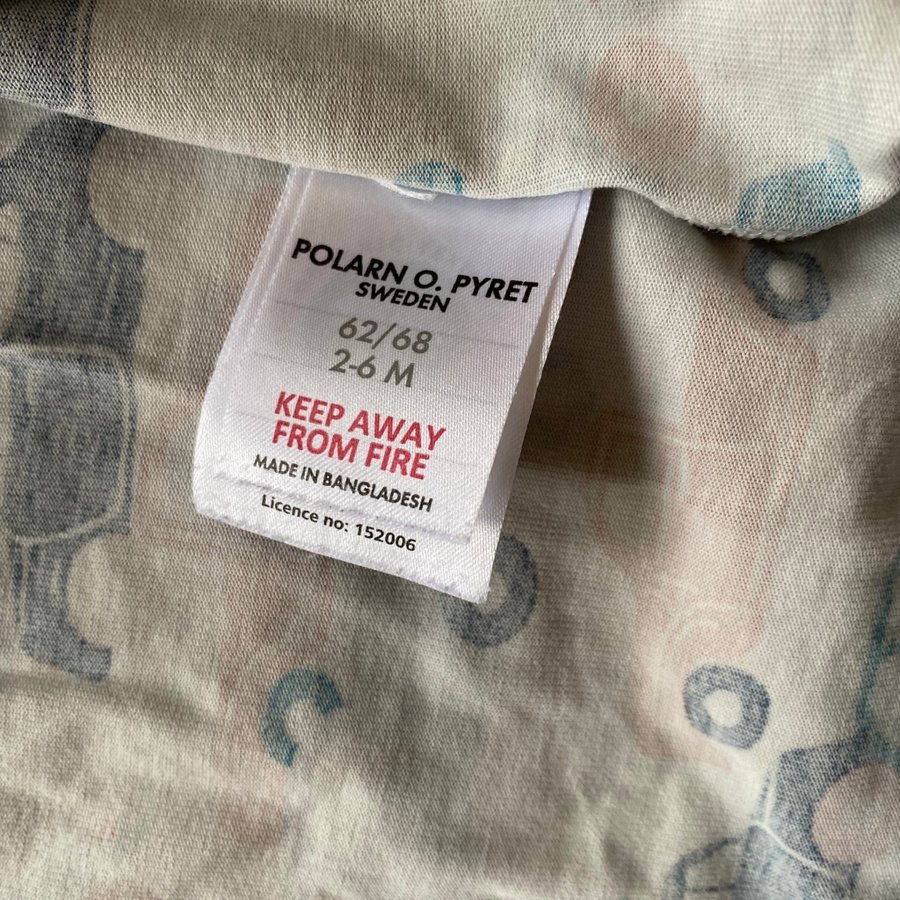 POLARN O. PYRET
SWEDEN
62/68
2-6 M
KEEP AWAY
FROM FIRE
MADE IN BANGLADESH
Licence no: 152006